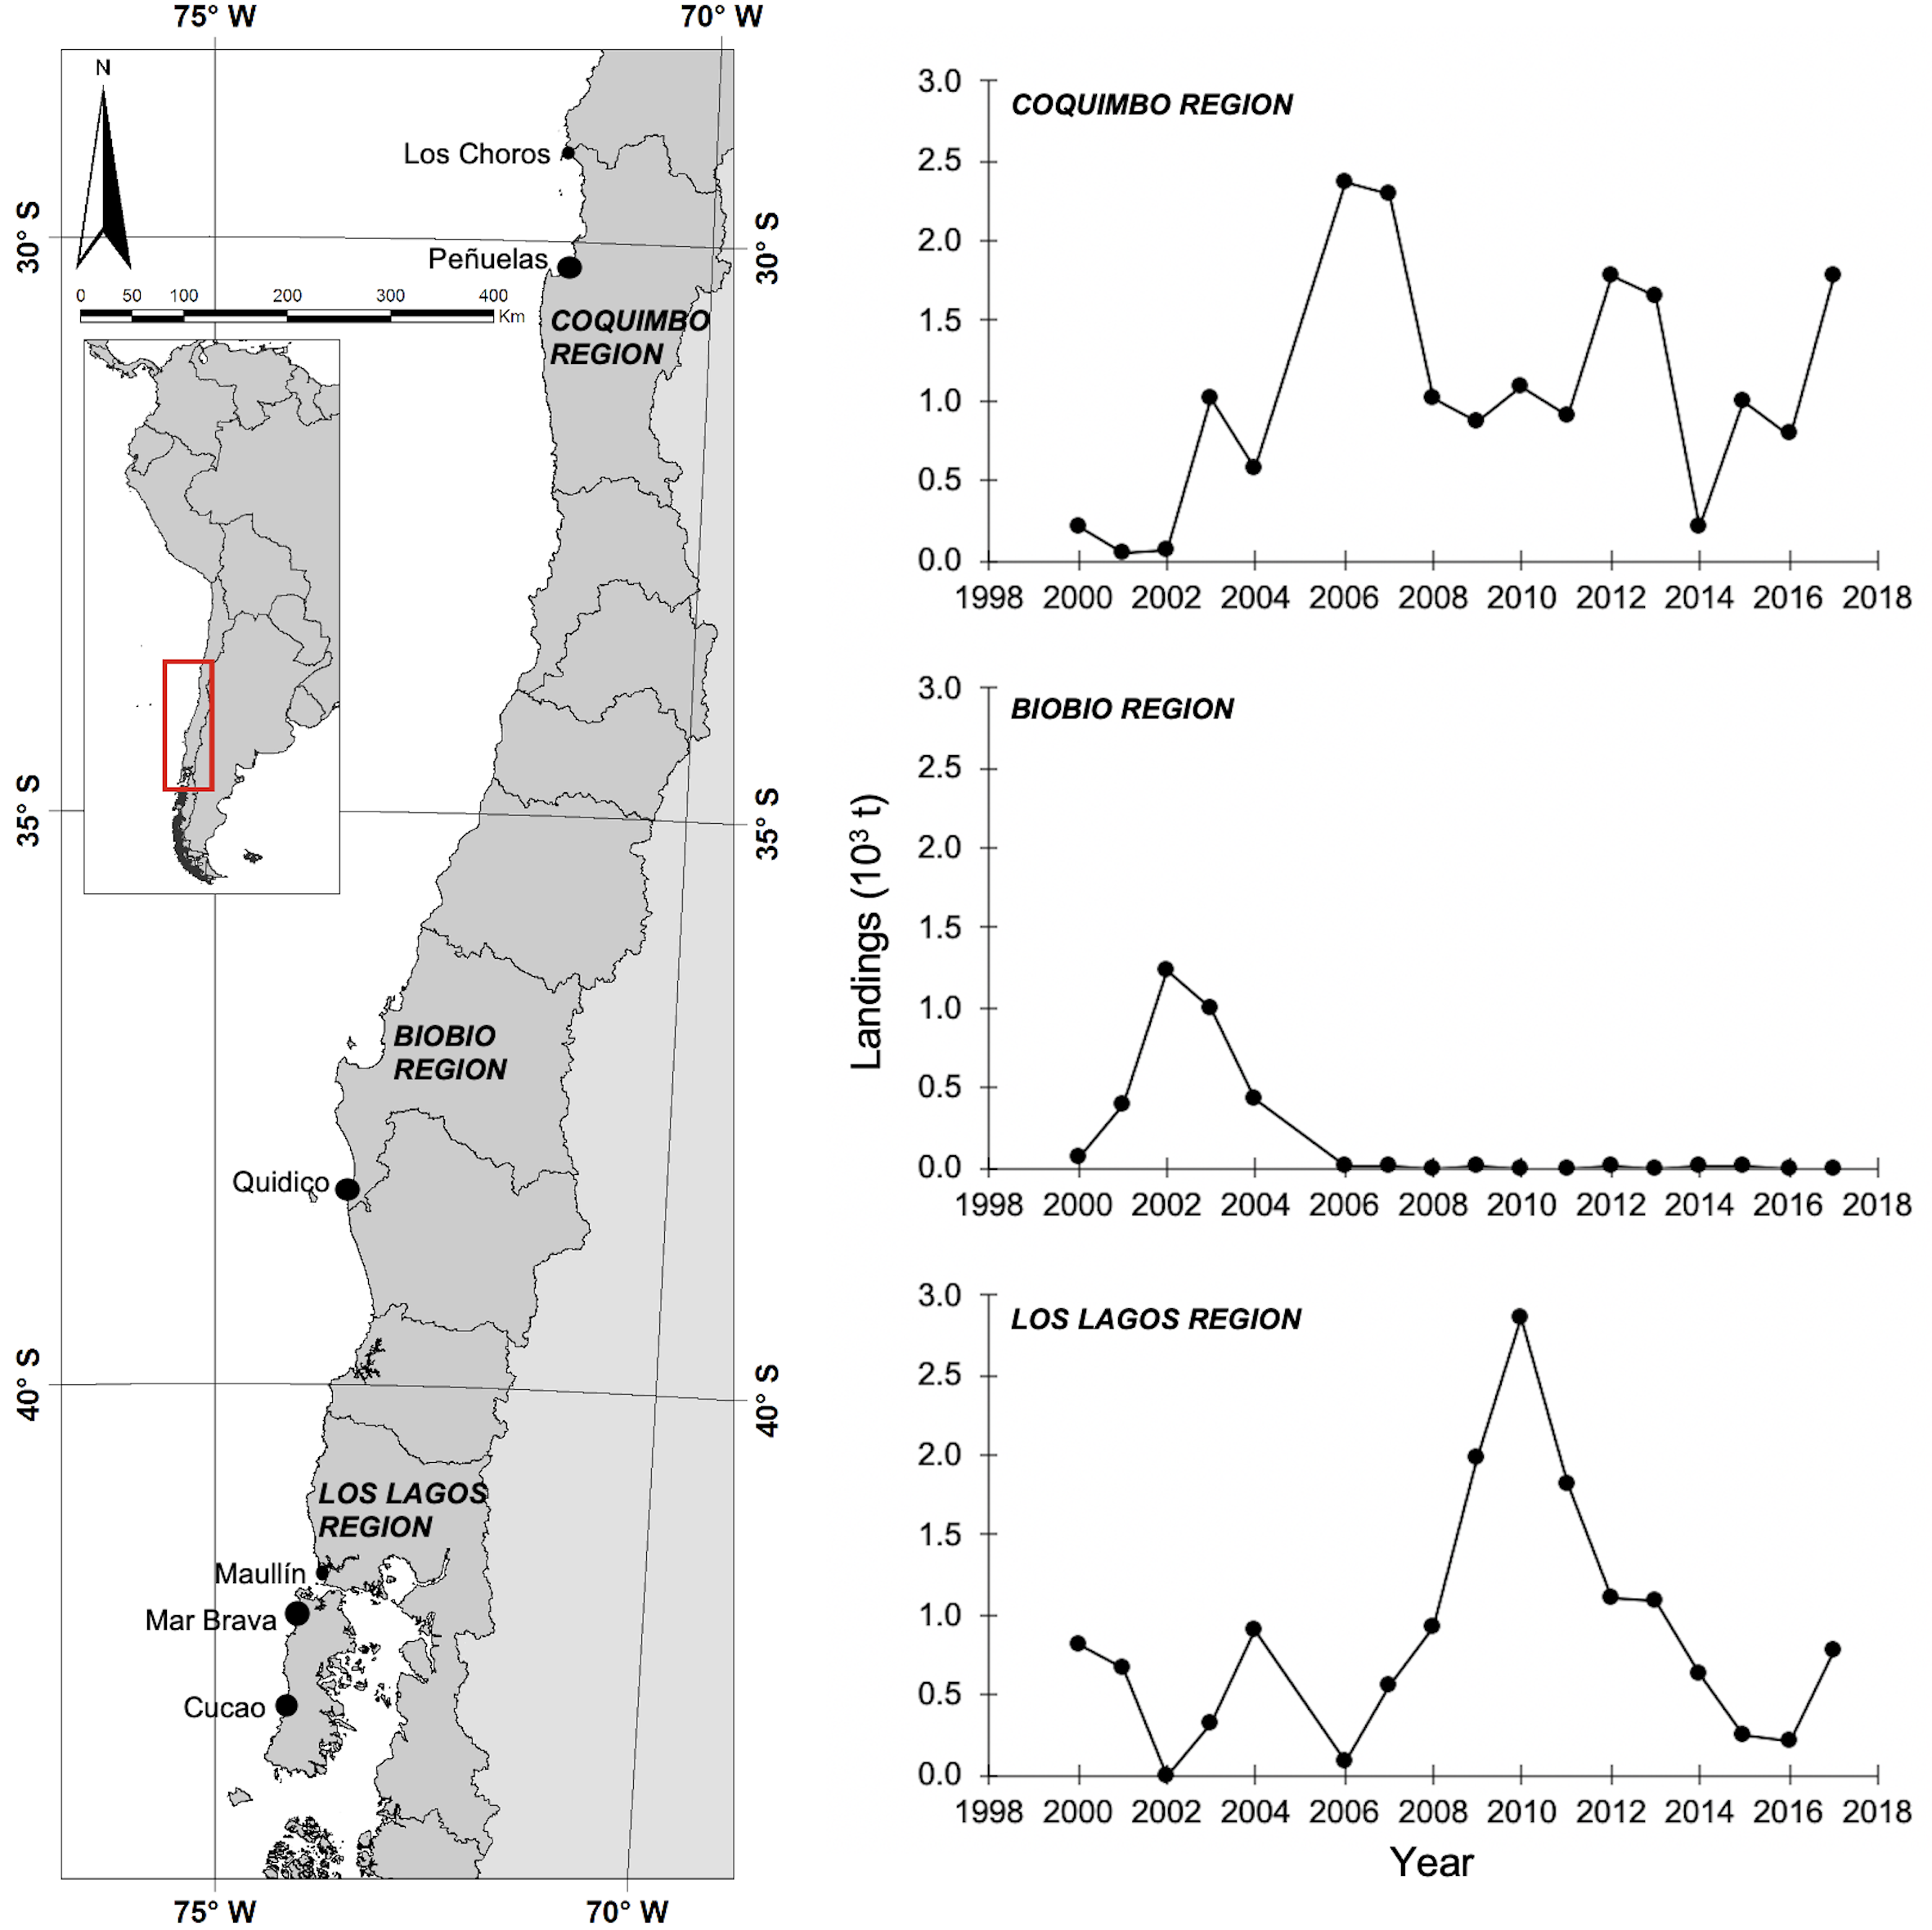 75° W
70° W
N
Los Choros
30° S
30° S
Peñuelas
0 50 100 200 300 400
Km
COQUIMBO
REGION
35° S
35° S
BIOBIO
REGION
Quidico
40° S
40° S
LOS LAGOS
REGION
Maullín
Mar Brava
Cucao
75° W
70° W
Landings (10³ t)
COQUIMBO REGION
3.0
2.5
2.0
1.5
1.0
0.5
0.0
1998 2000 2002 2004 2006 2008 2010 2012 2014 2016 2018
BIOBIO REGION
3.0
2.5
2.0
1.5
1.0
0.5
0.0
1998 2000 2002 2004 2006 2008 2010 2012 2014 2016 2018
LOS LAGOS REGION
3.0
2.5
2.0
1.5
1.0
0.5
0.0
1998 2000 2002 2004 2006 2008 2010 2012 2014 2016 2018
Year